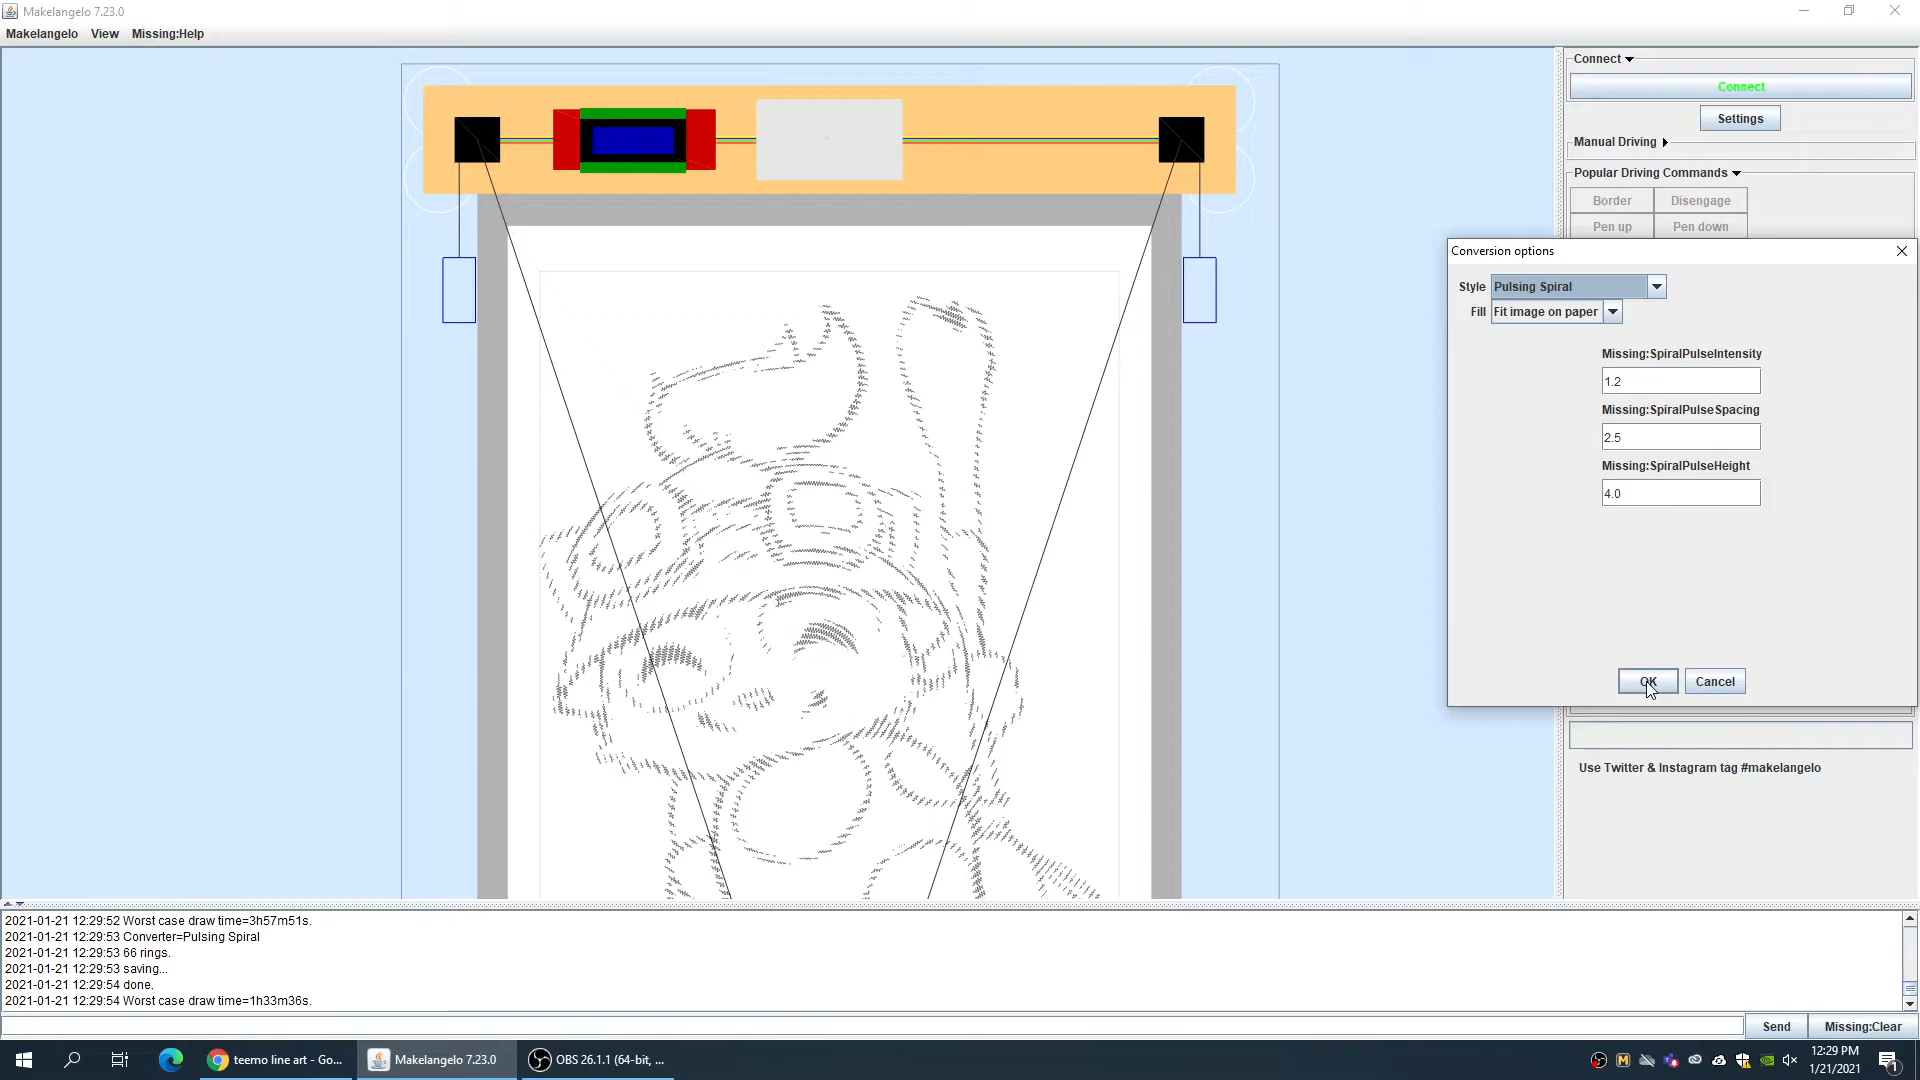 Makelangelo 7.23.0
Makelangelo View Missing:Help
Connect
Connect
Settings
Manual Driving
Popular Driving Commands
Border Disengage
Pen up Pen down
Conversion options
Style Pulsing Spiral
Fill Fit image on paper
Missing:SpiralPulseIntensity
1.2
Missing:SpiralPulseSpacing
2.5
Missing:SpiralPulseHeight
4.0
OK Cancel
Use Twitter & Instagram tag #makelangelo
2021-01-21 12:29:52 Worst case draw time=3h57m51s.
2021-01-21 12:29:53 Converter=Pulsing Spiral
2021-01-21 12:29:53 66 rings.
2021-01-21 12:29:53 saving...
2021-01-21 12:29:54 done.
2021-01-21 12:29:54 Worst case draw time=1h33m36s.
Send Missing:Clear
teemo line art - Go... Makelangelo 7.23.0 OBS 26.1.1 (64-bit, ...
12:29 PM
1/21/2021
1